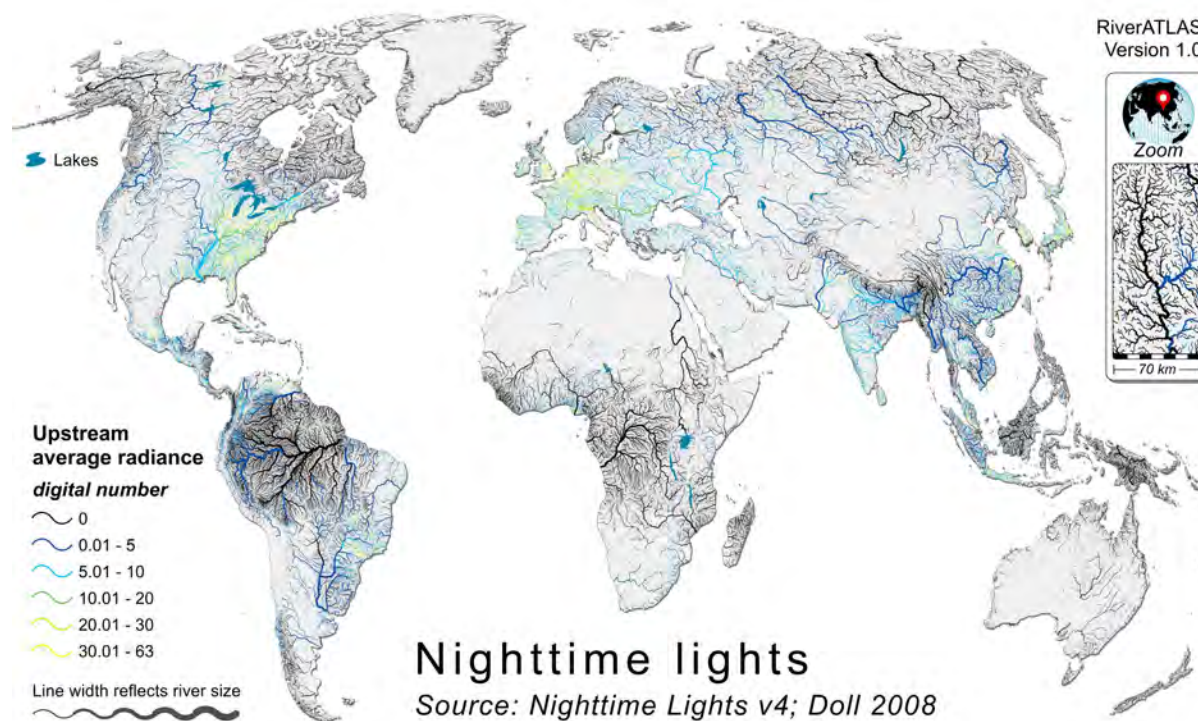 RiverATLAS
Version 1.0
Zoom
70 km
Lakes
Upstream
average radiance
digital number
0
0.01 - 5
5.01 - 10
10.01 - 20
20.01 - 30
30.01 - 63
Line width reflects river size
Nighttime lights
Source: Nighttime Lights v4; Doll 2008